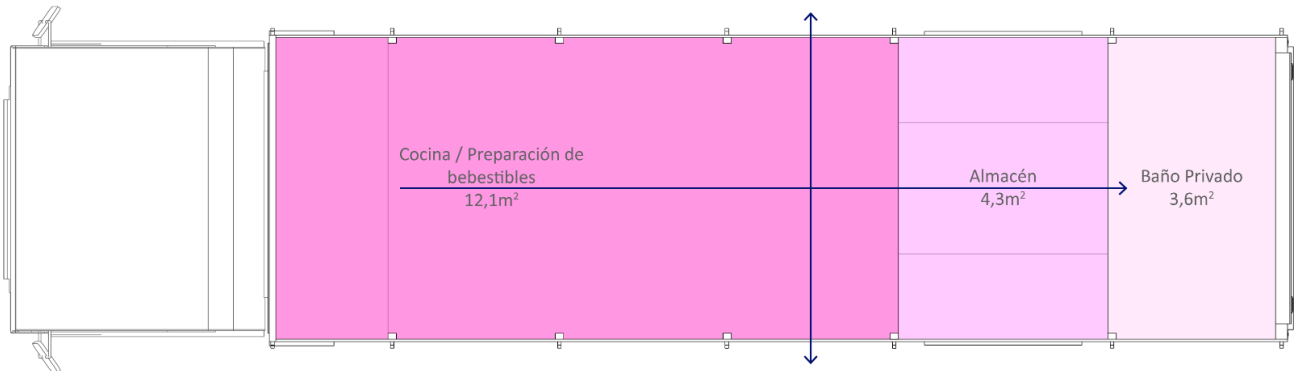 Cocina / Preparación de
bebestibles
12,1m²
Almacén
4,3m²
Baño Privado
3,6m²